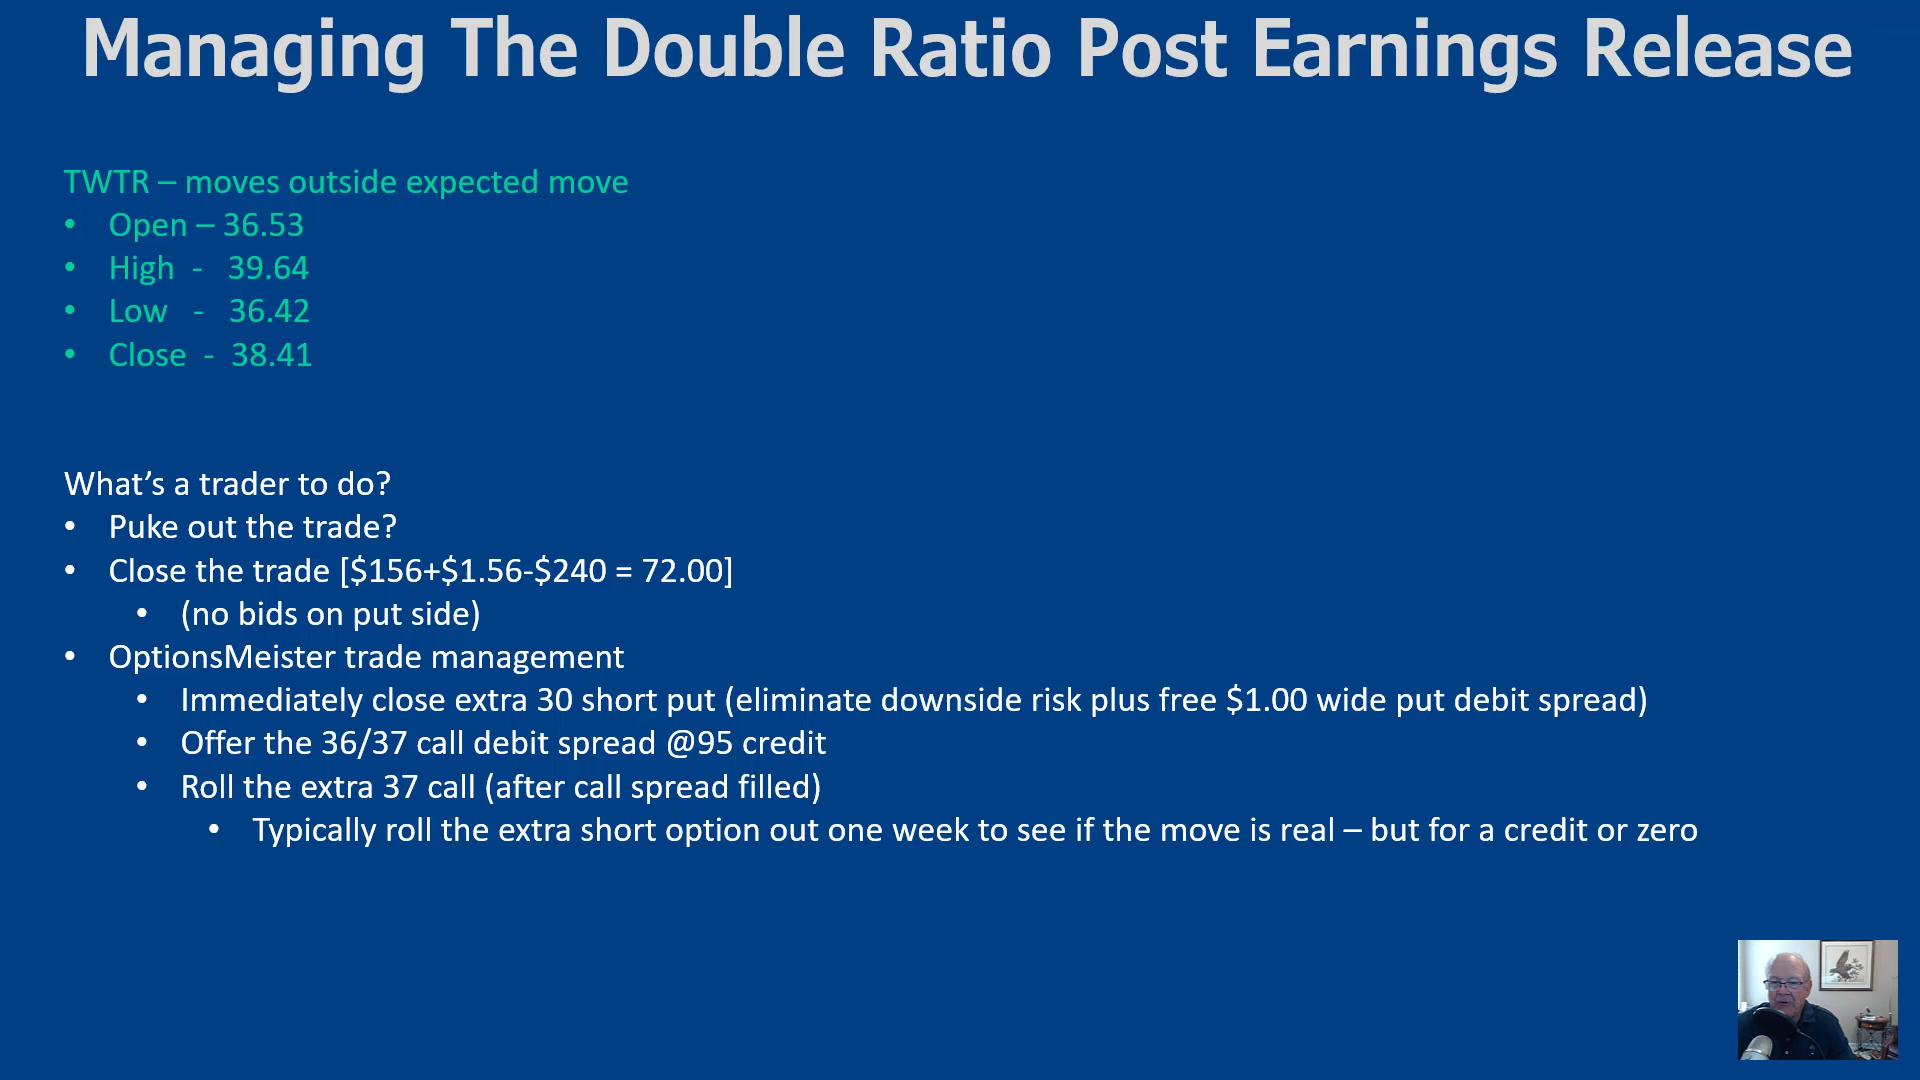 Managing The Double Ratio Post Earnings Release
TWTR – moves outside expected move
• Open – 36.53
• High - 39.64
• Low - 36.42
• Close - 38.41
What’s a trader to do?
• Puke out the trade?
• Close the trade [$156+$1.56-$240 = 72.00]
• (no bids on put side)
• OptionsMeister trade management
• Immediately close extra 30 short put (eliminate downside risk plus free $1.00 wide put debit spread)
• Offer the 36/37 call debit spread @95 credit
• Roll the extra 37 call (after call spread filled)
• Typically roll the extra short option out one week to see if the move is real – but for a credit or zero